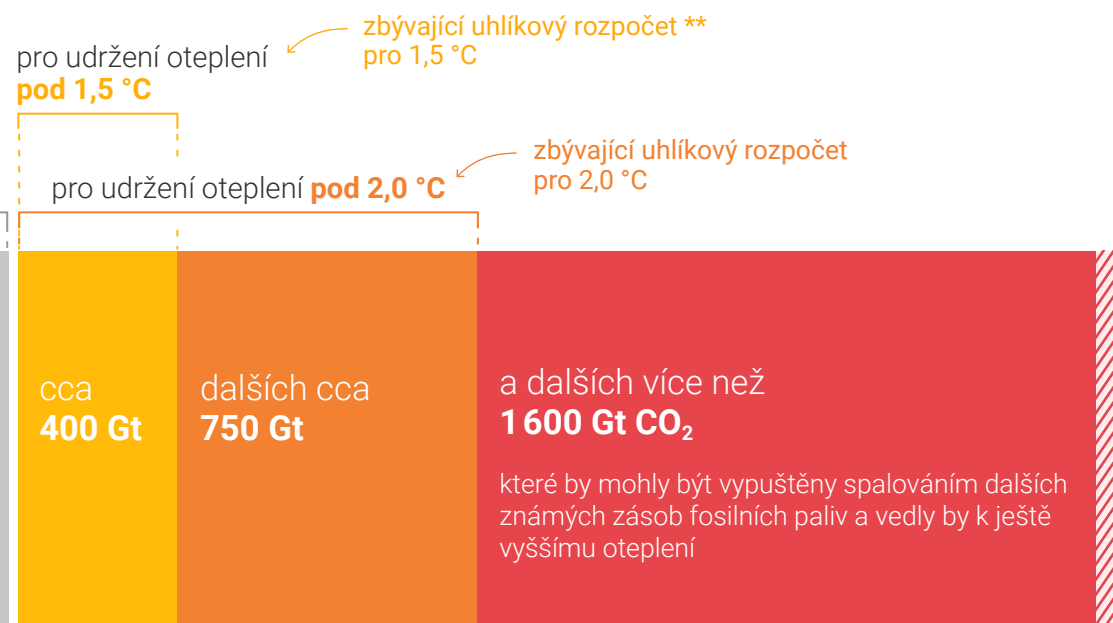 zbývající uhlíkový rozpočet **
pro 1,5 °C
pro udržení oteplení
pod 1,5 °C
zbývající uhlíkový rozpočet
pro 2,0 °C
pro udržení oteplení pod 2,0 °C
cca
400 Gt
dalších cca
750 Gt
a dalších více než
1 600 Gt CO₂
které by mohly být vypuštěny spalováním dalších
známých zásob fosilních paliv a vedly by k ještě
vyššímu oteplení